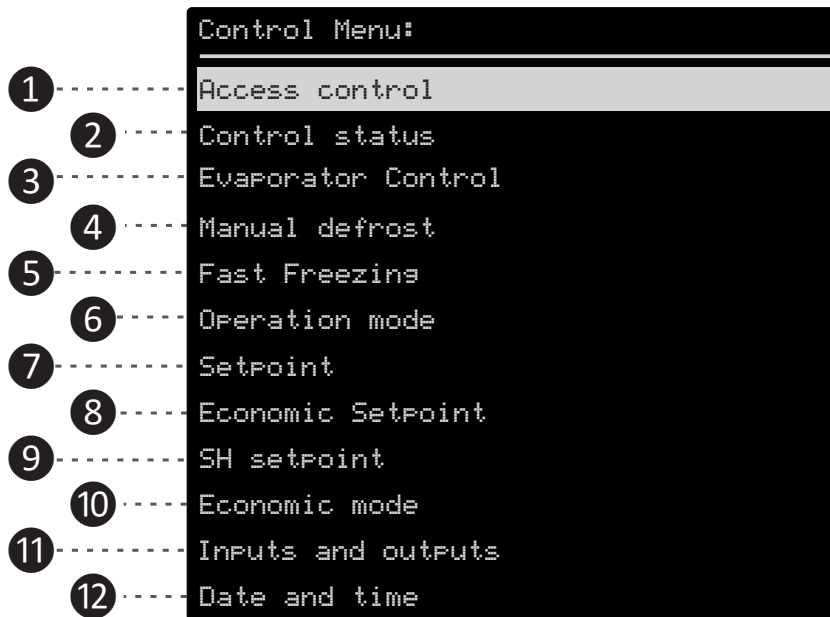 Control Menu:
1 Access control
2 Control status
3 Evaporator Control
4 Manual defrost
5 Fast Freezing
6 Operation mode
7 Setpoint
8 Economic Setpoint
9 SH setpoint
10 Economic mode
11 Inputs and outputs
12 Date and time